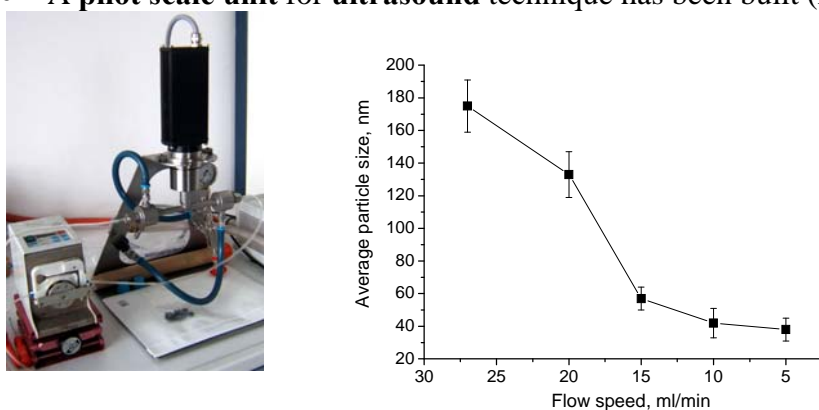 A pilot scale unit for ultrasound technique has been built (
200
180
160
140
120
100
80
60
40
20
30 25 20 15 10 5
Average particle size, nm
Flow speed, ml/min